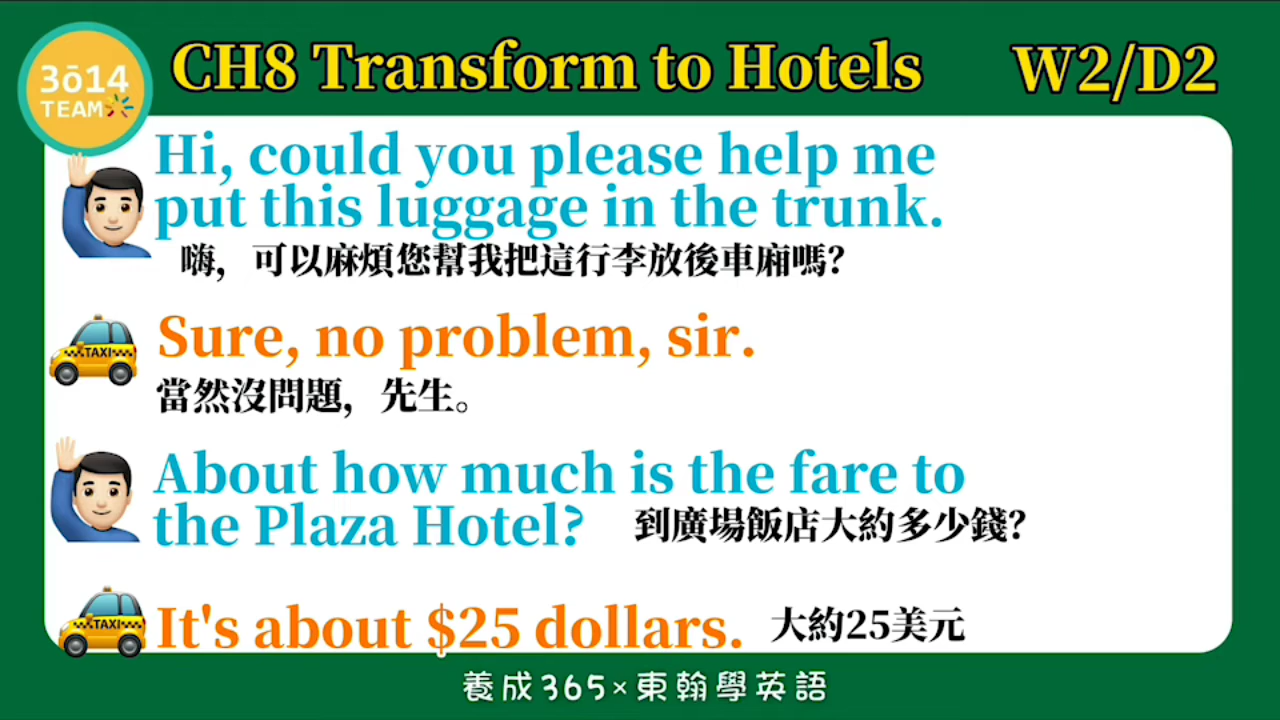 3ō14
TEAM
CH8 Transform to Hotels
W2/D2
Hi, could you please help me
put this luggage in the trunk.
嗨，可以麻煩您幫我把這行李放後車廂嗎?
TAXI
Sure, no problem, sir.
當然沒問題，先生。
About how much is the fare to
the Plaza Hotel?
到廣場飯店大約多少錢?
TAXI
It's about $25 dollars.
大約25美元
養成365×東翰學英語